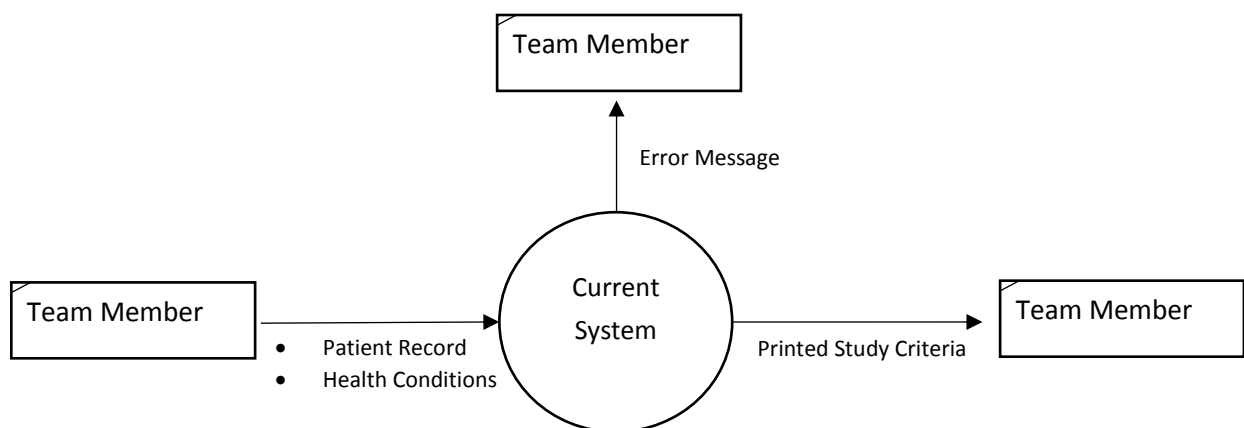 Team Member
Error Message
Team Member
• Patient Record
• Health Conditions
Current
System
Printed Study Criteria
Team Member